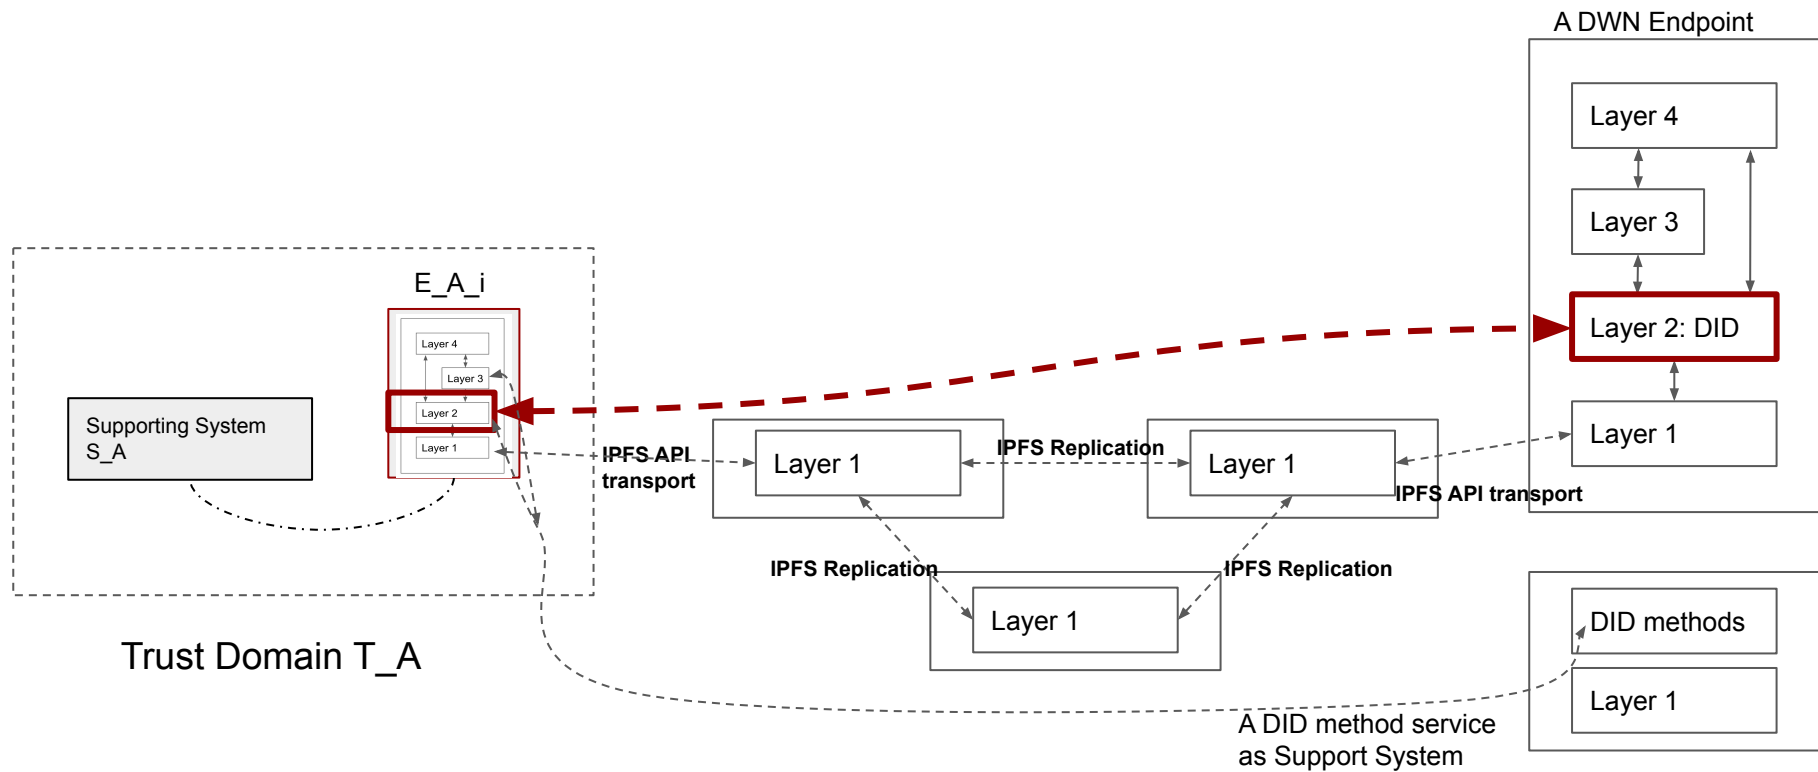 A DWN Endpoint
Layer 4
Layer 3
Layer 2: DID
Layer 1
E_A_i
Layer 4
Layer 3
Layer 2
Layer 1
Supporting System
S_A
Trust Domain T_A
IPFS API
transport
Layer 1
IPFS Replication
Layer 1
IPFS API transport
IPFS Replication
IPFS Replication
Layer 1
DID methods
Layer 1
A DID method service
as Support System